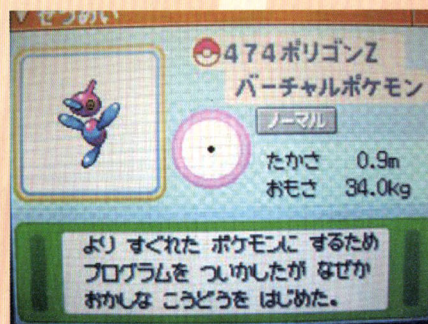 せつめい
474ポリゴンZ
バーチャルポケモン
ノーマル
たかさ 0.9m
おもさ 34.0kg
より すぐれた ポケモンに するため
プログラムを ついかしたが なぜか
おかしな こうどうを はじめた。